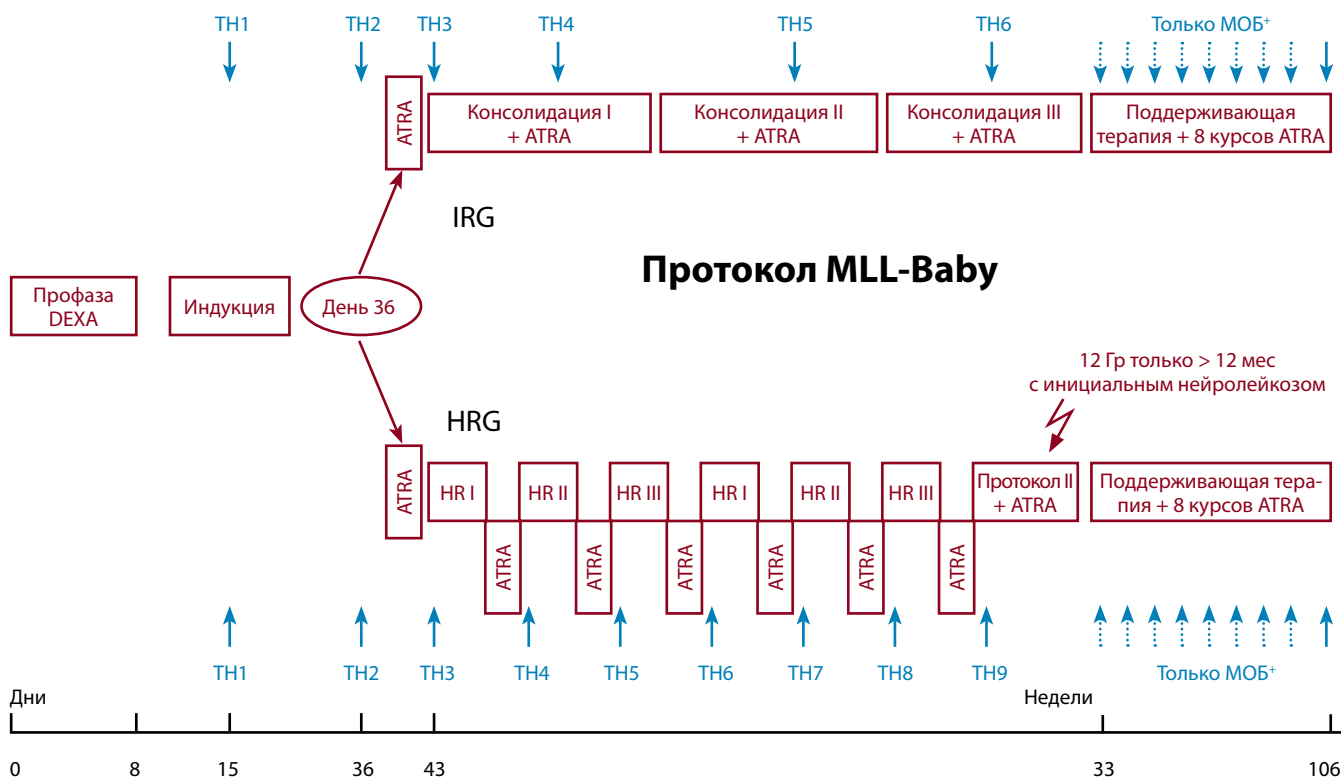 ТН1 ТН2 ТН3 ТН4 ТН5 ТН6 Только МОБ⁺
ATRA
Консолидация I
+ ATRA
Консолидация II
+ ATRA
Консолидация III
+ ATRA
Поддерживающая
терапия + 8 курсов ATRA
IRG
Протокол MLL-Baby
Профаза
DEXA
Индукция
День 36
12 Гр только > 12 мес
с инициальным нейролейкозом
HRG
ATRA
HR I
HR II
HR III
HR I
HR II
HR III
Протокол II
+ ATRA
Поддерживающая тера-
пия + 8 курсов ATRA
ATRA
ATRA
ATRA
ATRA
ATRA
ATRA
ТН1 ТН2 ТН3 ТН4 ТН5 ТН6 ТН7 ТН8 ТН9 Только МОБ⁺
Дни Недели
0 8 15 36 43 33 106